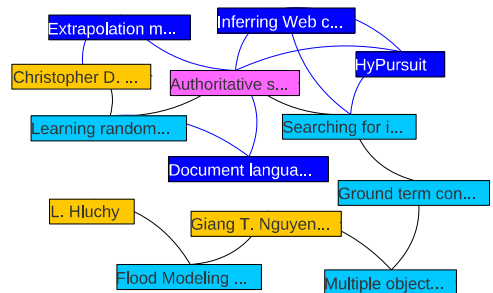 Extrapolation m...
Inferring Web c...
Christopher D. ...
Authoritative s...
HyPursuit
Learning random...
Searching for i...
Document langua...
Ground term con...
L. Hluchy
Giang T. Nguyen...
Flood Modeling ...
Multiple object...